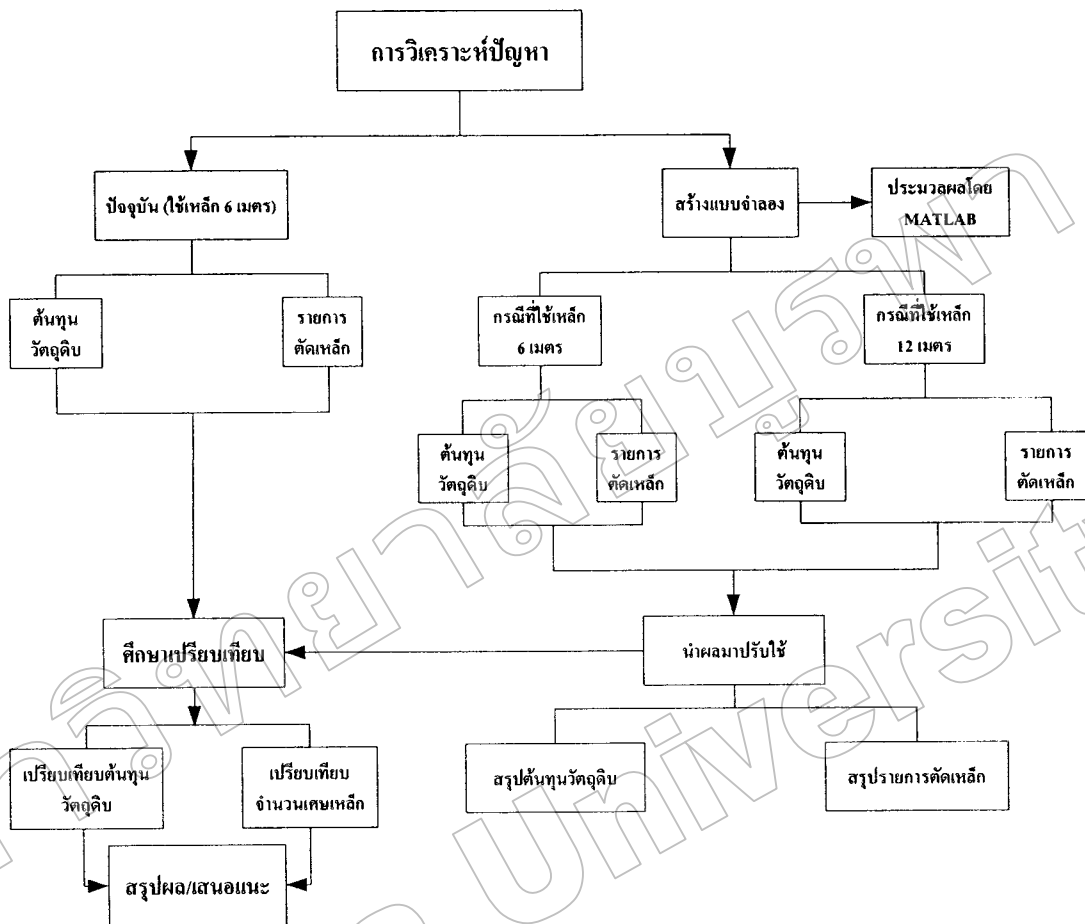 การวิเคราะห์ปัญหา
ปัจจุบัน (ใช้เหล็ก 6 เมตร)
สร้างแบบจำลอง
ประมวลผลโดย
MATLAB
ต้นทุน
วัตถุดิบ
รายการ
ตัดเหล็ก
กรณีที่ใช้เหล็ก
6 เมตร
กรณีที่ใช้เหล็ก
12 เมตร
ต้นทุน
วัตถุดิบ
รายการ
ตัดเหล็ก
ต้นทุน
วัตถุดิบ
รายการ
ตัดเหล็ก
ศึกษาเปรียบเทียบ
นำผลมาปรับใช้
เปรียบเทียบต้นทุน
วัตถุดิบ
เปรียบเทียบ
จำนวนเศษเหล็ก
สรุปต้นทุนวัตถุดิบ
สรุปรายการตัดเหล็ก
สรุปผล/เสนอแนะ